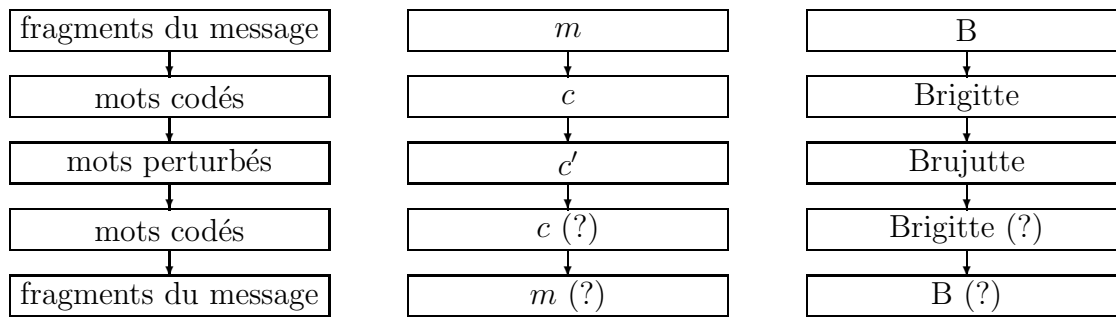 fragments du message
mots codés
mots perturbés
mots codés
fragments du message
m
c
c′
c (?)
m (?)
B
Brigitte
Brujutte
Brigitte (?)
B (?)